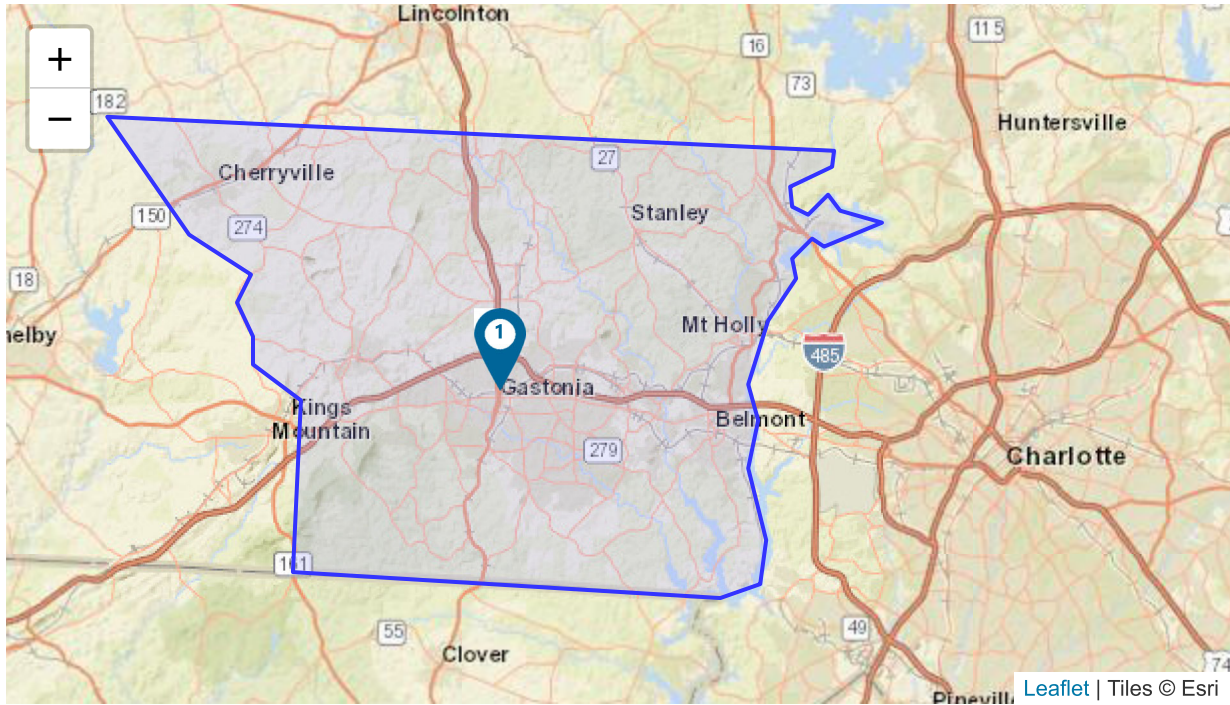 Lincolnton
+
16
115
73
182
−
Huntersville
27
Cherryville
Stanley
150
274
18
Mt Holly
1
helby
485
Gastonia
Kings
Mountain
Belmont
279
Charlotte
161
55
49
Clover
74
Pineville
Leaflet | Tiles © Esri